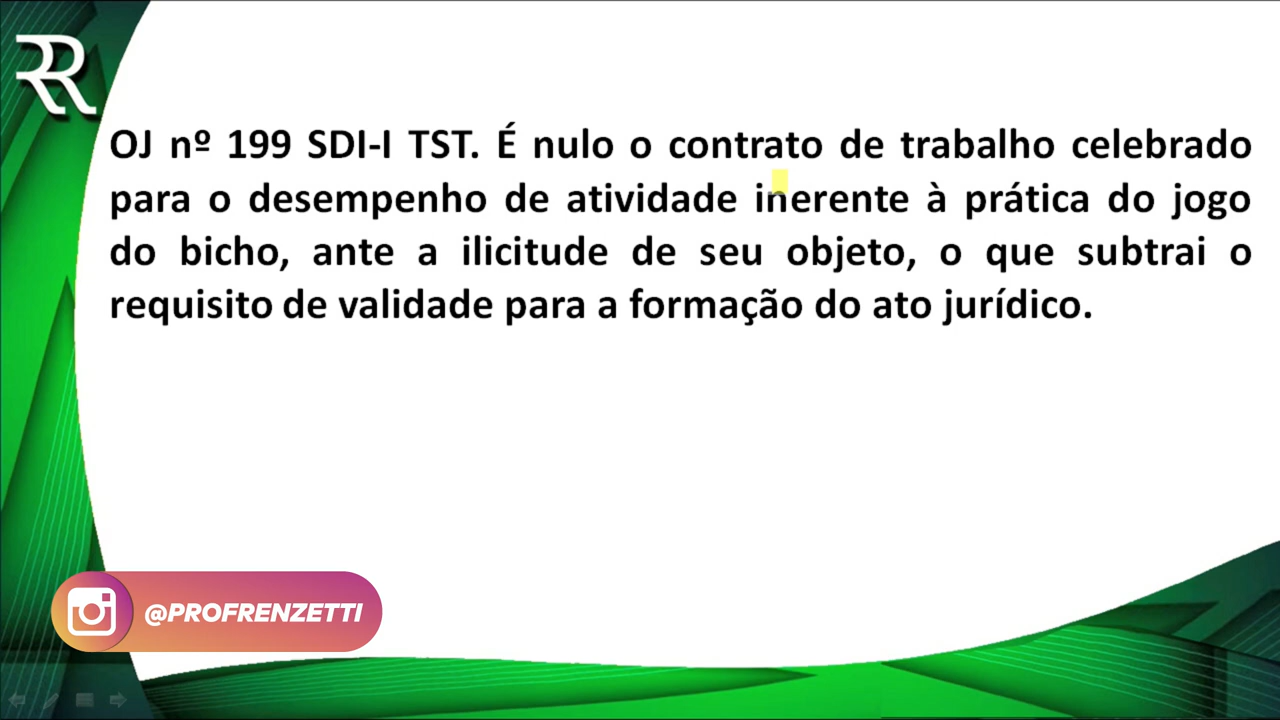 RR
OJ nº 199 SDI-I TST. É nulo o contrato de trabalho celebrado
para o desempenho de atividade inerente à prática do jogo
do bicho, ante a ilicitude de seu objeto, o que subtrai o
requisito de validade para a formação do ato jurídico.
@PROFRENZETTI